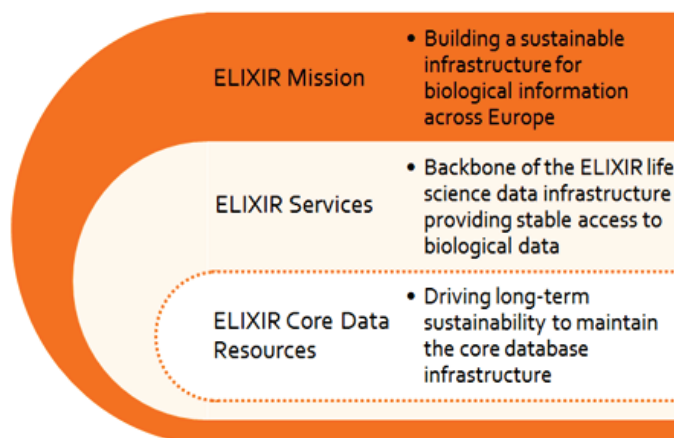 ELIXIR Mission
• Building a sustainable
infrastructure for
biological information
across Europe
ELIXIR Services
• Backbone of the ELIXIR life
science data infrastructure
providing stable access to
biological data
ELIXIR Core Data
Resources
• Driving long-term
sustainability to maintain
the core database
infrastructure